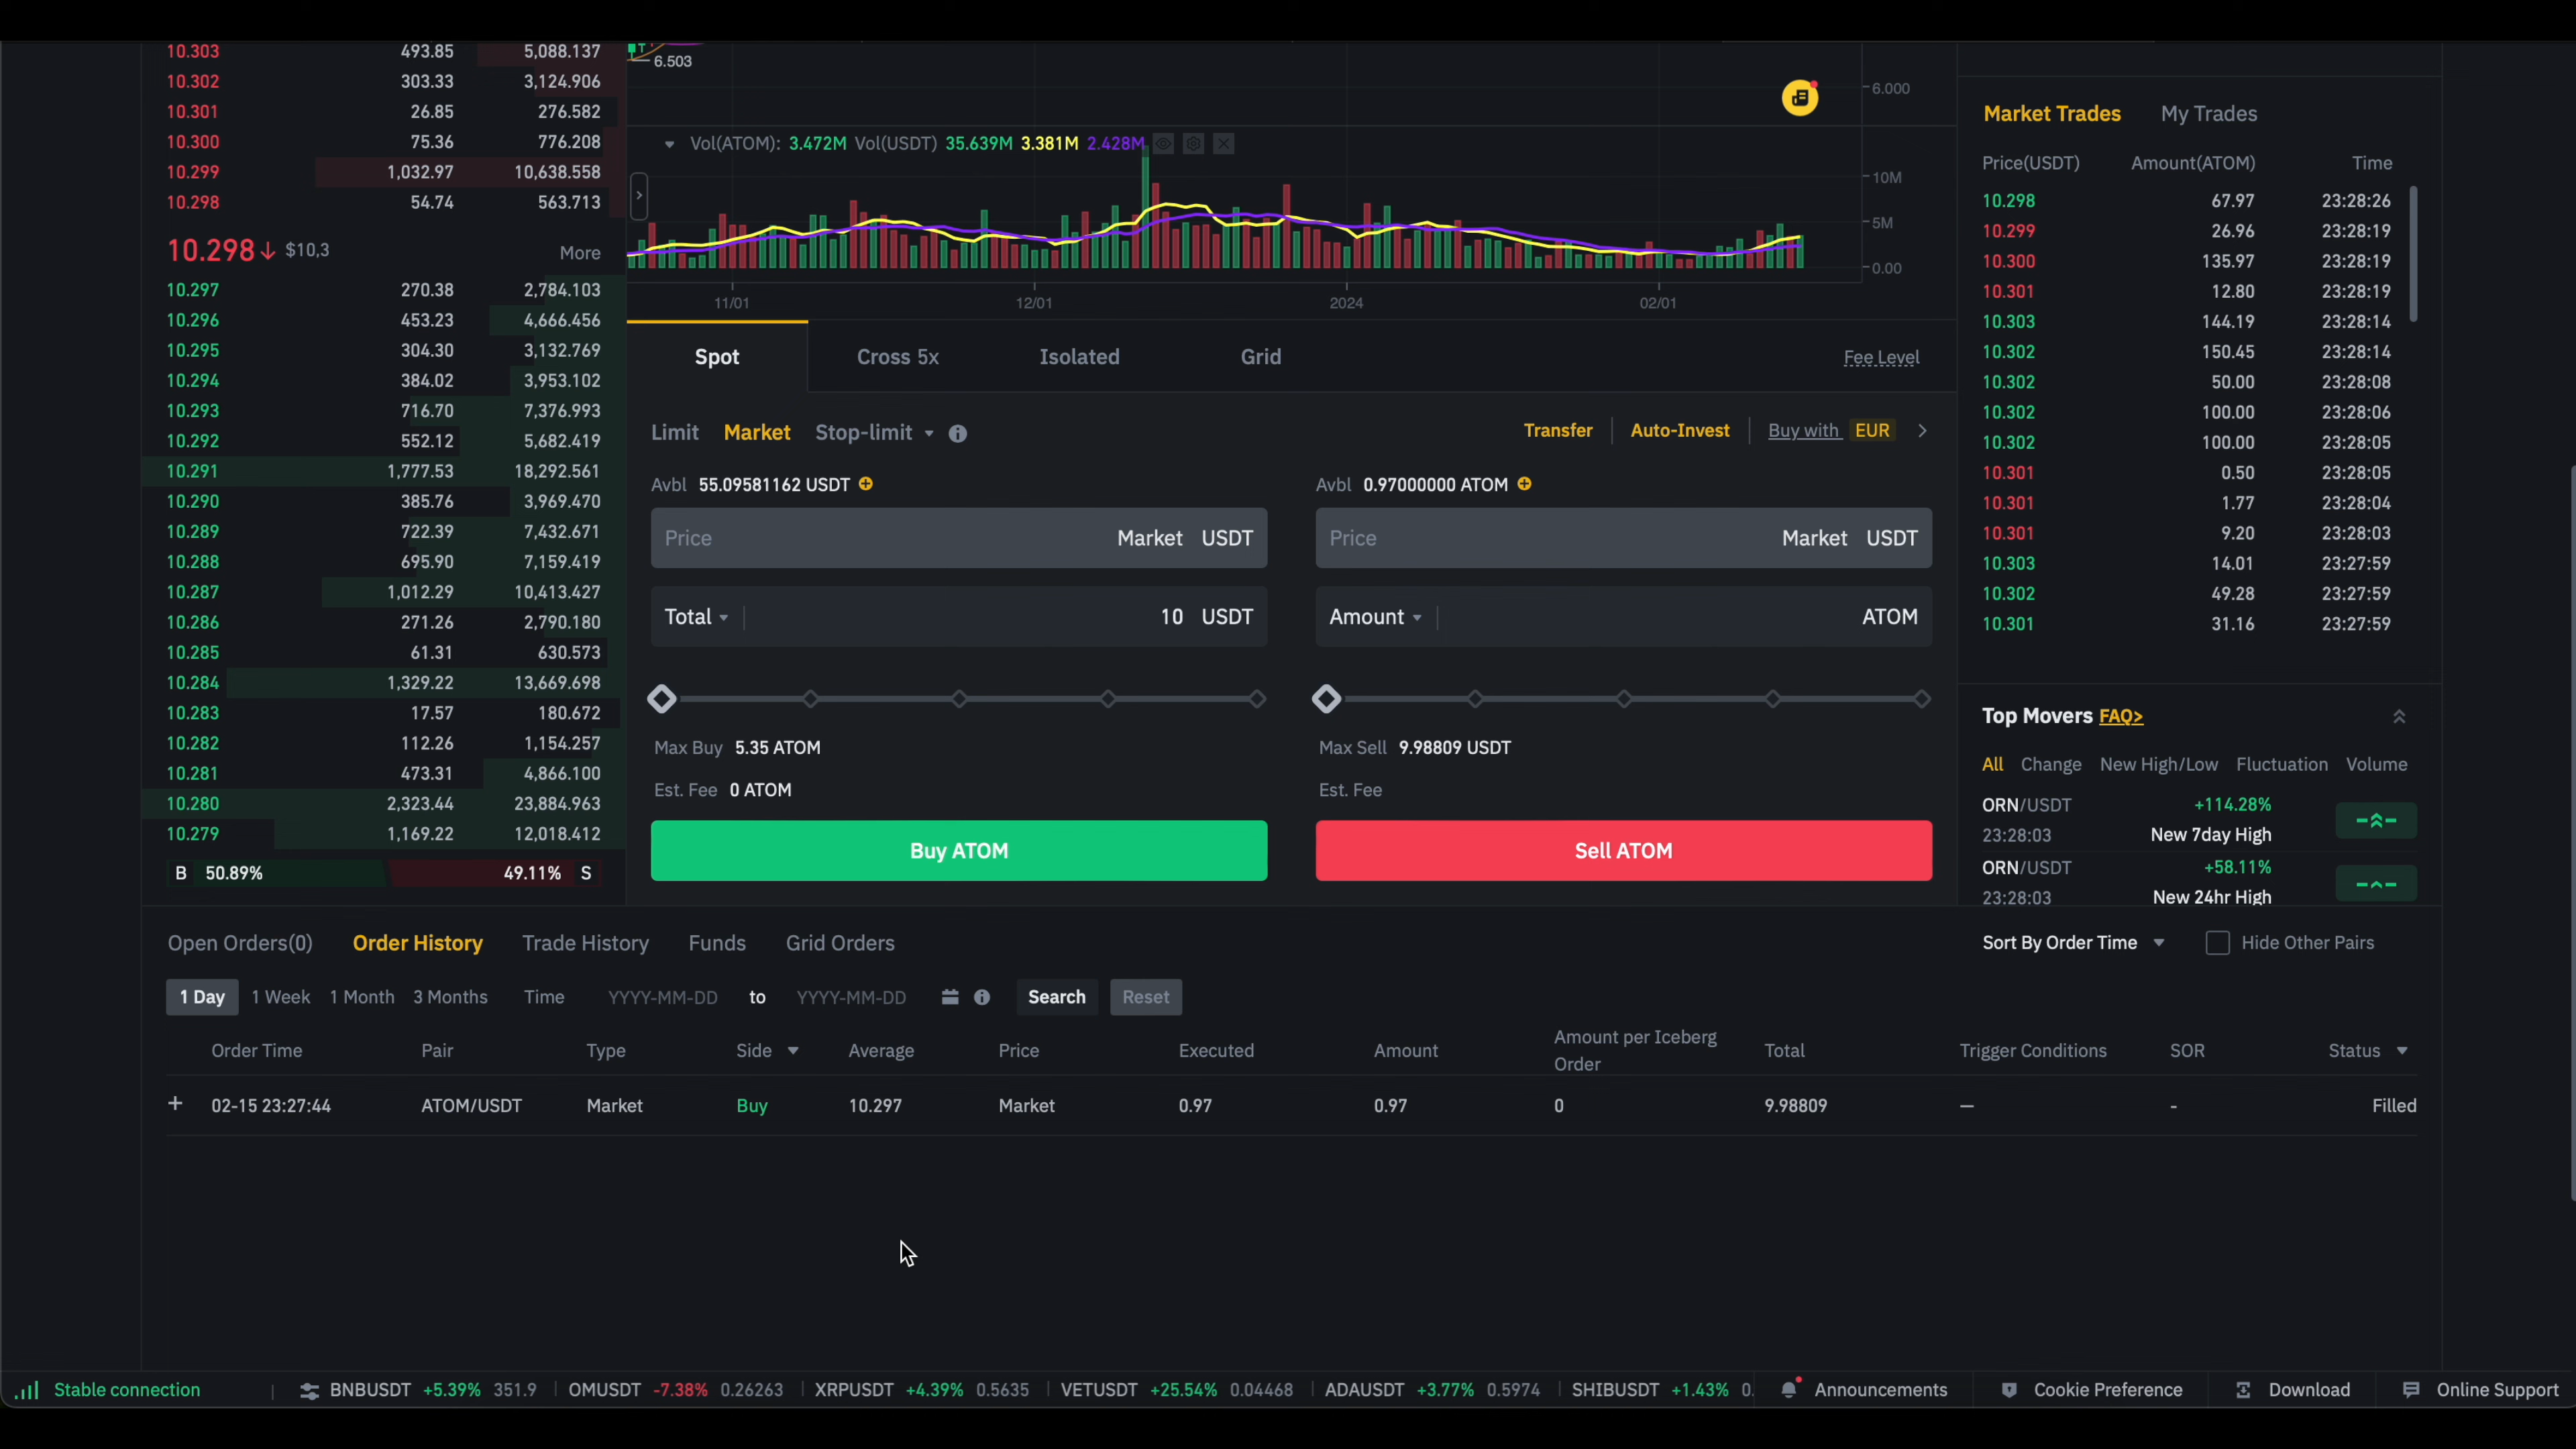 10.303 493.85 5,088.137
10.302 303.33 3,124.906
10.301 26.85 276.582
10.300 75.36 776.208
10.299 1,032.97 10,638.558
10.298 54.74 563.713
10.298↓ $10,3 More
10.297 270.38 2,784.103
10.296 453.23 4,666.456
10.295 304.30 3,132.769
10.294 384.02 3,953.102
10.293 716.70 7,376.993
10.292 552.12 5,682.419
10.291 1,777.53 18,292.561
10.290 385.76 3,969.470
10.289 722.39 7,432.671
10.288 695.90 7,159.419
10.287 1,012.29 10,413.427
10.286 271.26 2,790.180
10.285 61.31 630.573
10.284 1,329.22 13,669.698
10.283 17.57 180.672
10.282 112.26 1,154.257
10.281 473.31 4,866.100
10.280 2,323.44 23,884.963
10.279 1,169.22 12,018.412
B 50.89% 49.11% S
6.503
6.000
Vol(ATOM): 3.472M Vol(USDT) 35.639M 3.381M 2.428M
10M
5M
0.00
11/01 12/01 2024 02/01
Spot Cross 5x Isolated Grid Fee Level
Limit Market Stop-limit Transfer Auto-Invest Buy with EUR
Avbl 55.09581162 USDT
Price Market USDT
Total 10 USDT
Max Buy 5.35 ATOM
Est. Fee 0 ATOM
Buy ATOM
Avbl 0.97000000 ATOM
Price Market USDT
Amount ATOM
Max Sell 9.98809 USDT
Est. Fee
Sell ATOM
Market Trades My Trades
Price(USDT) Amount(ATOM) Time
10.298 67.97 23:28:26
10.299 26.96 23:28:19
10.300 135.97 23:28:19
10.301 12.80 23:28:19
10.303 144.19 23:28:14
10.302 150.45 23:28:14
10.302 50.00 23:28:08
10.302 100.00 23:28:06
10.302 100.00 23:28:05
10.301 0.50 23:28:05
10.301 1.77 23:28:04
10.301 9.20 23:28:03
10.303 14.01 23:27:59
10.302 49.28 23:27:59
10.301 31.16 23:27:59
Top Movers FAQ>
All Change New High/Low Fluctuation Volume
ORN/USDT +114.28%
23:28:03 New 7day High
ORN/USDT +58.11%
23:28:03 New 24hr High
Open Orders(0) Order History Trade History Funds Grid Orders Sort By Order Time Hide Other Pairs
1 Day 1 Week 1 Month 3 Months Time YYYY-MM-DD to YYYY-MM-DD Search Reset
Order Time Pair Type Side Average Price Executed Amount Amount per Iceberg Order Total Trigger Conditions SOR Status
+ 02-15 23:27:44 ATOM/USDT Market Buy 10.297 Market 0.97 0.97 0 9.98809 — - Filled
Stable connection BNBUSDT +5.39% 351.9 OMUSDT -7.38% 0.26263 XRPUSDT +4.39% 0.5635 VETUSDT +25.54% 0.04468 ADAUSDT +3.77% 0.5974 SHIBUSDT +1.43% 0. Announcements Cookie Preference Download Online Support